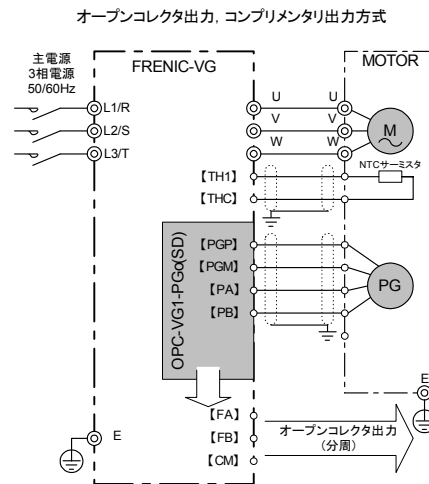 オープンコレクタ出力，コンプリメンタリ出力方式
主電源
3相電源
50/60Hz
FRENIC-VG
MOTOR
L1/R
U
U
L2/S
V
V
M
L3/T
W
W
NTCサーミスタ
【TH1】
【THC】
OPC-VG1-PGo(SD)
【PGP】
【PGM】
【PA】
【PB】
PG
E
【FA】
【FB】
【CM】
オープンコレクタ出力
(分周)
E